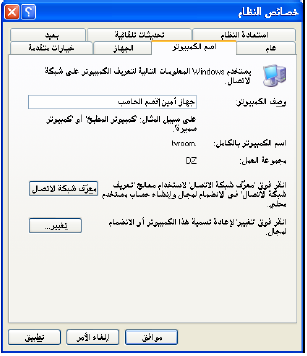 خصائص النظام
استعادة النظام
تحديثات تلقائية
بعيد
عام
اسم الكمبيوتر
الجهاز
خيارات متقدمة
يستخدم Windows المعلومات التالية لتعريف الكمبيوتر على شبكة
الاتصال.
وصف الكمبيوتر:
جهاز أمين قسم الحاسب
على سبيل المثال: "كمبيوتر المطبخ" أو "كمبيوتر
سميرة".
اسم الكمبيوتر بالكامل:
tvroom.
مجموعة العمل:
DZ
انقر فوق "معرّف شبكة الاتصال" لاستخدام معالج تعريف
شبكة الاتصال" في الانضمام لمجال وإنشاء حساب مستخدم
محلي.
معرّف شبكة الاتصال
انقر فوق "تغيير" لإعادة تسمية هذا الكمبيوتر أو الانضمام
لمجال.
تغيير...
موافق
إلغاء الأمر
تطبيق